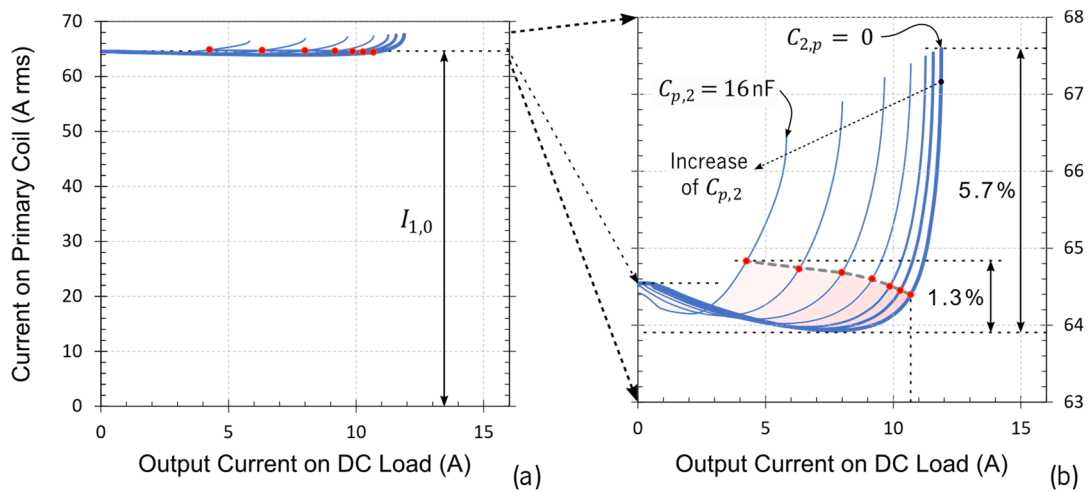 70
60
50
40
30
20
10
0
0
5
10
15
Current on Primary Coil (A rms)
Output Current on DC Load (A)
(a)
I1,0
68
67
66
65
64
63
0
5
10
15
Output Current on DC Load (A)
(b)
C2,p = 0
Cp,2 = 16 nF
Increase
of Cp,2
5.7 %
1.3 %